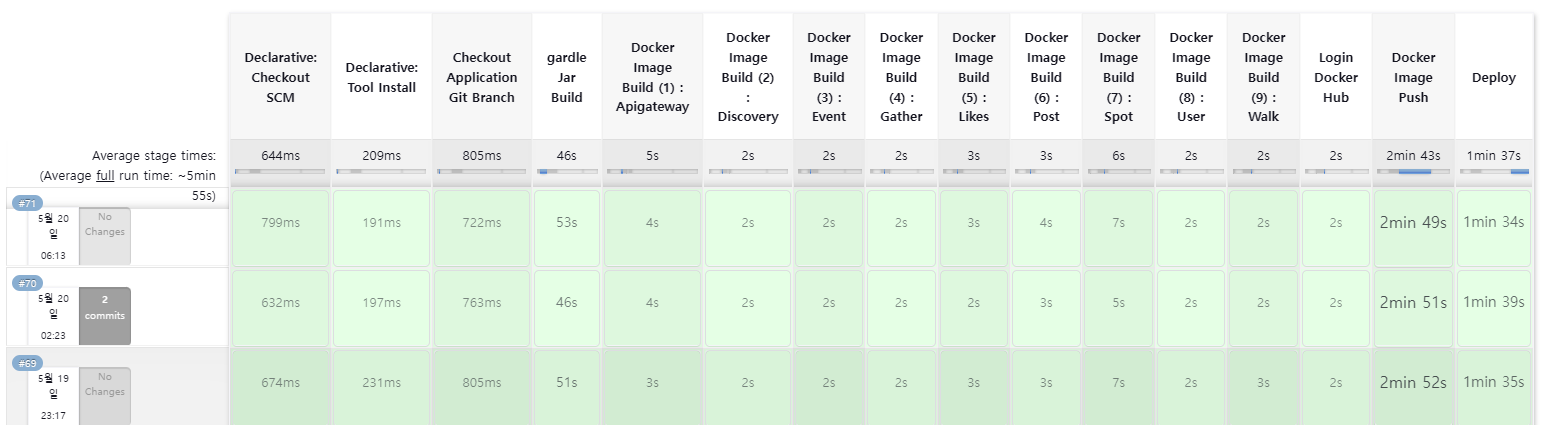 Declarative: Checkout SCM
Declarative: Tool Install
Checkout Application Git Branch
gardle Jar Build
Docker Image Build (1) : Apigateway
Docker Image Build (2) : Discovery
Docker Image Build (3) : Event
Docker Image Build (4) : Gather
Docker Image Build (5) : Likes
Docker Image Build (6) : Post
Docker Image Build (7) : Spot
Docker Image Build (8) : User
Docker Image Build (9) : Walk
Login Docker Hub
Docker Image Push
Deploy
Average stage times:
(Average full run time: ~5min
55s)
644ms 209ms 805ms 46s 5s 2s 2s 2s 3s 3s 6s 2s 2s 2s 2min 43s 1min 37s
#71
5월 20
일
06:13
No
Changes
799ms 191ms 722ms 53s 4s 2s 2s 2s 3s 4s 7s 2s 2s 2s 2min 49s 1min 34s
#70
5월 20
일
02:23
2
commits
632ms 197ms 763ms 46s 4s 2s 2s 2s 2s 3s 5s 2s 2s 2s 2min 51s 1min 39s
#69
5월 19
일
23:17
No
Changes
674ms 231ms 805ms 51s 3s 2s 2s 2s 3s 3s 7s 2s 3s 2s 2min 52s 1min 35s